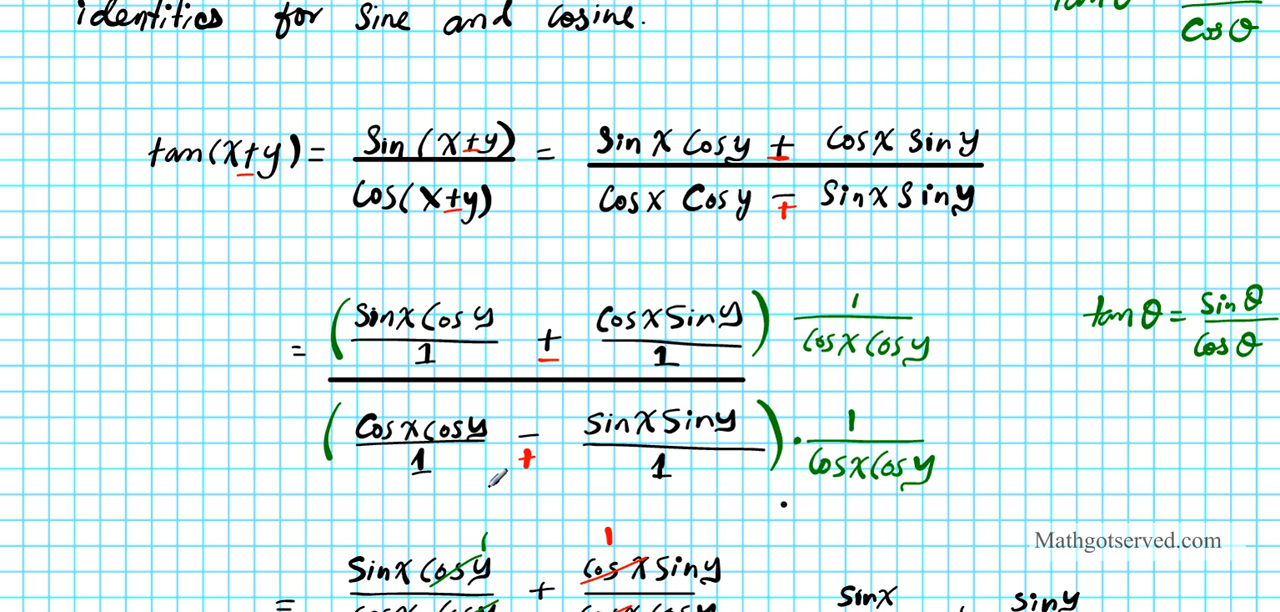 identities for Sine and Cosine.
Cos θ
tan(x±y) = Sin(x±y) / Cos(x±y) = Sin x Cos y ± Cos x Sin y / Cos x Cos y ∓ Sin x Sin y
= (Sin x Cos y / 1 ± Cos x Sin y / 1) 1 / Cos x Cos y
(Cos x Cos y / 1 ∓ Sin x Sin y / 1) · 1 / Cos x Cos y
tan θ = Sin θ / Cos θ
Mathgotserved.com
= Sin x Cos y 1 + 1 Cos x Sin y
Sin x Sin y